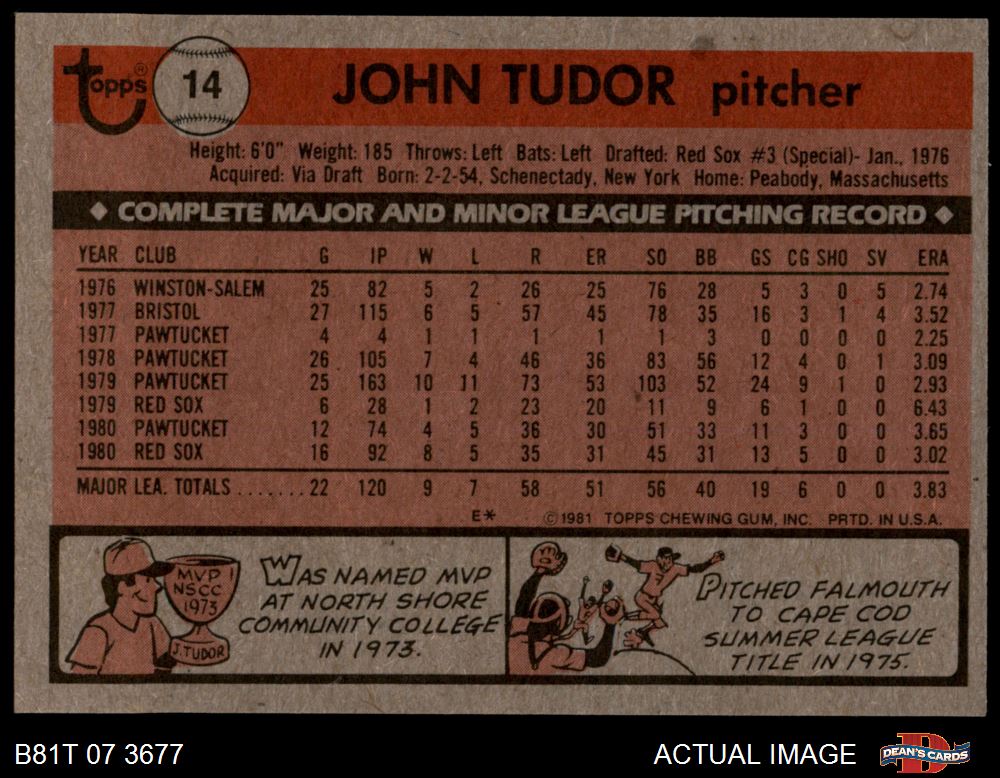 Topps®
14
JOHN TUDOR pitcher
Height: 6'0" Weight: 185 Throws: Left Bats: Left Drafted: Red Sox #3 (Special)- Jan., 1976
Acquired: Via Draft Born: 2-2-54, Schenectady, New York Home: Peabody, Massachusetts
◆ COMPLETE MAJOR AND MINOR LEAGUE PITCHING RECORD ◆
YEAR CLUB G IP W L R ER SO BB GS CG SHO SV ERA
1976 WINSTON-SALEM 25 82 5 2 26 25 76 28 5 3 0 5 2.74
1977 BRISTOL 27 115 6 5 57 45 78 35 16 3 1 4 3.52
1977 PAWTUCKET 4 4 1 1 1 1 1 3 0 0 0 0 2.25
1978 PAWTUCKET 26 105 7 4 46 36 83 56 12 4 0 1 3.09
1979 PAWTUCKET 25 163 10 11 73 53 103 52 24 9 1 0 2.93
1979 RED SOX 6 28 1 2 23 20 11 9 6 1 0 0 6.43
1980 PAWTUCKET 12 74 4 5 36 30 51 33 11 3 0 0 3.65
1980 RED SOX 16 92 8 5 35 31 45 31 13 5 0 0 3.02
MAJOR LEA. TOTALS ....... 22 120 9 7 58 51 56 40 19 6 0 0 3.83
E* ©1981 TOPPS CHEWING GUM, INC. PRTD. IN U.S.A.
MVP
NSCC
1973
J. TUDOR
WAS NAMED MVP
AT NORTH SHORE
COMMUNITY COLLEGE
IN 1973.
PITCHED FALMOUTH
TO CAPE COD
SUMMER LEAGUE
TITLE IN 1975.
B81T 07 3677
ACTUAL IMAGE
DEAN'S CARDS